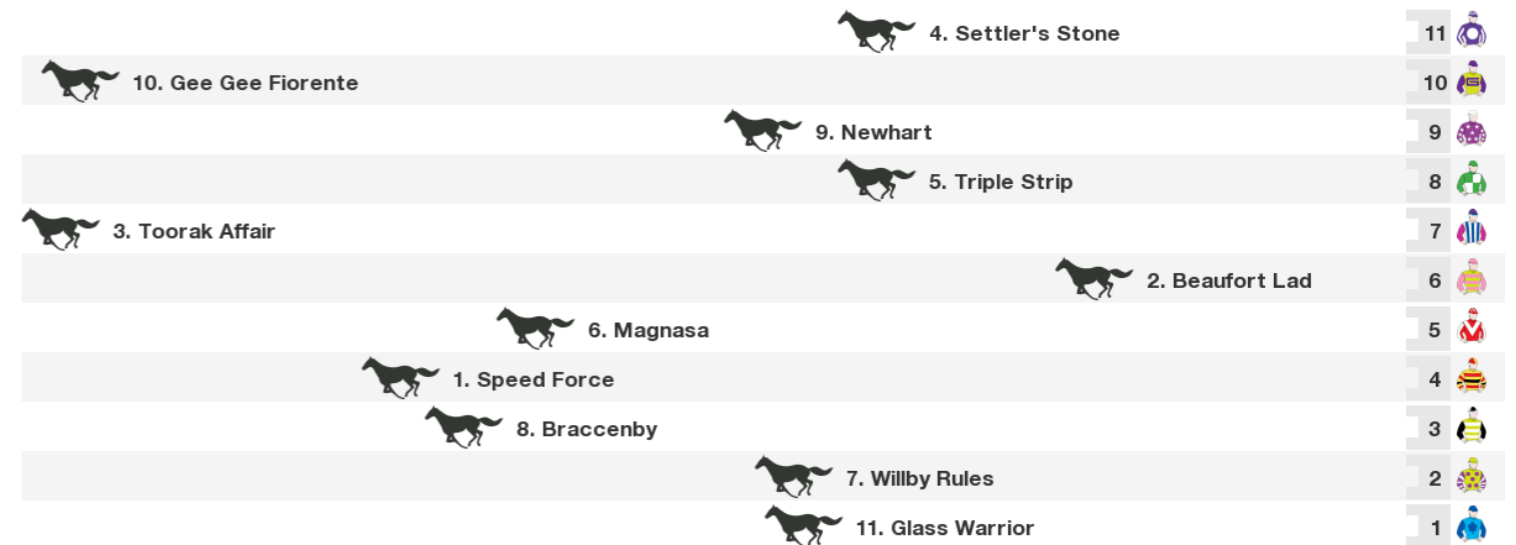 4. Settler's Stone 11
10. Gee Gee Fiorente 10
9. Newhart 9
5. Triple Strip 8
3. Toorak Affair 7
2. Beaufort Lad 6
6. Magnasa 5
1. Speed Force 4
8. Braccenby 3
7. Willby Rules 2
11. Glass Warrior 1